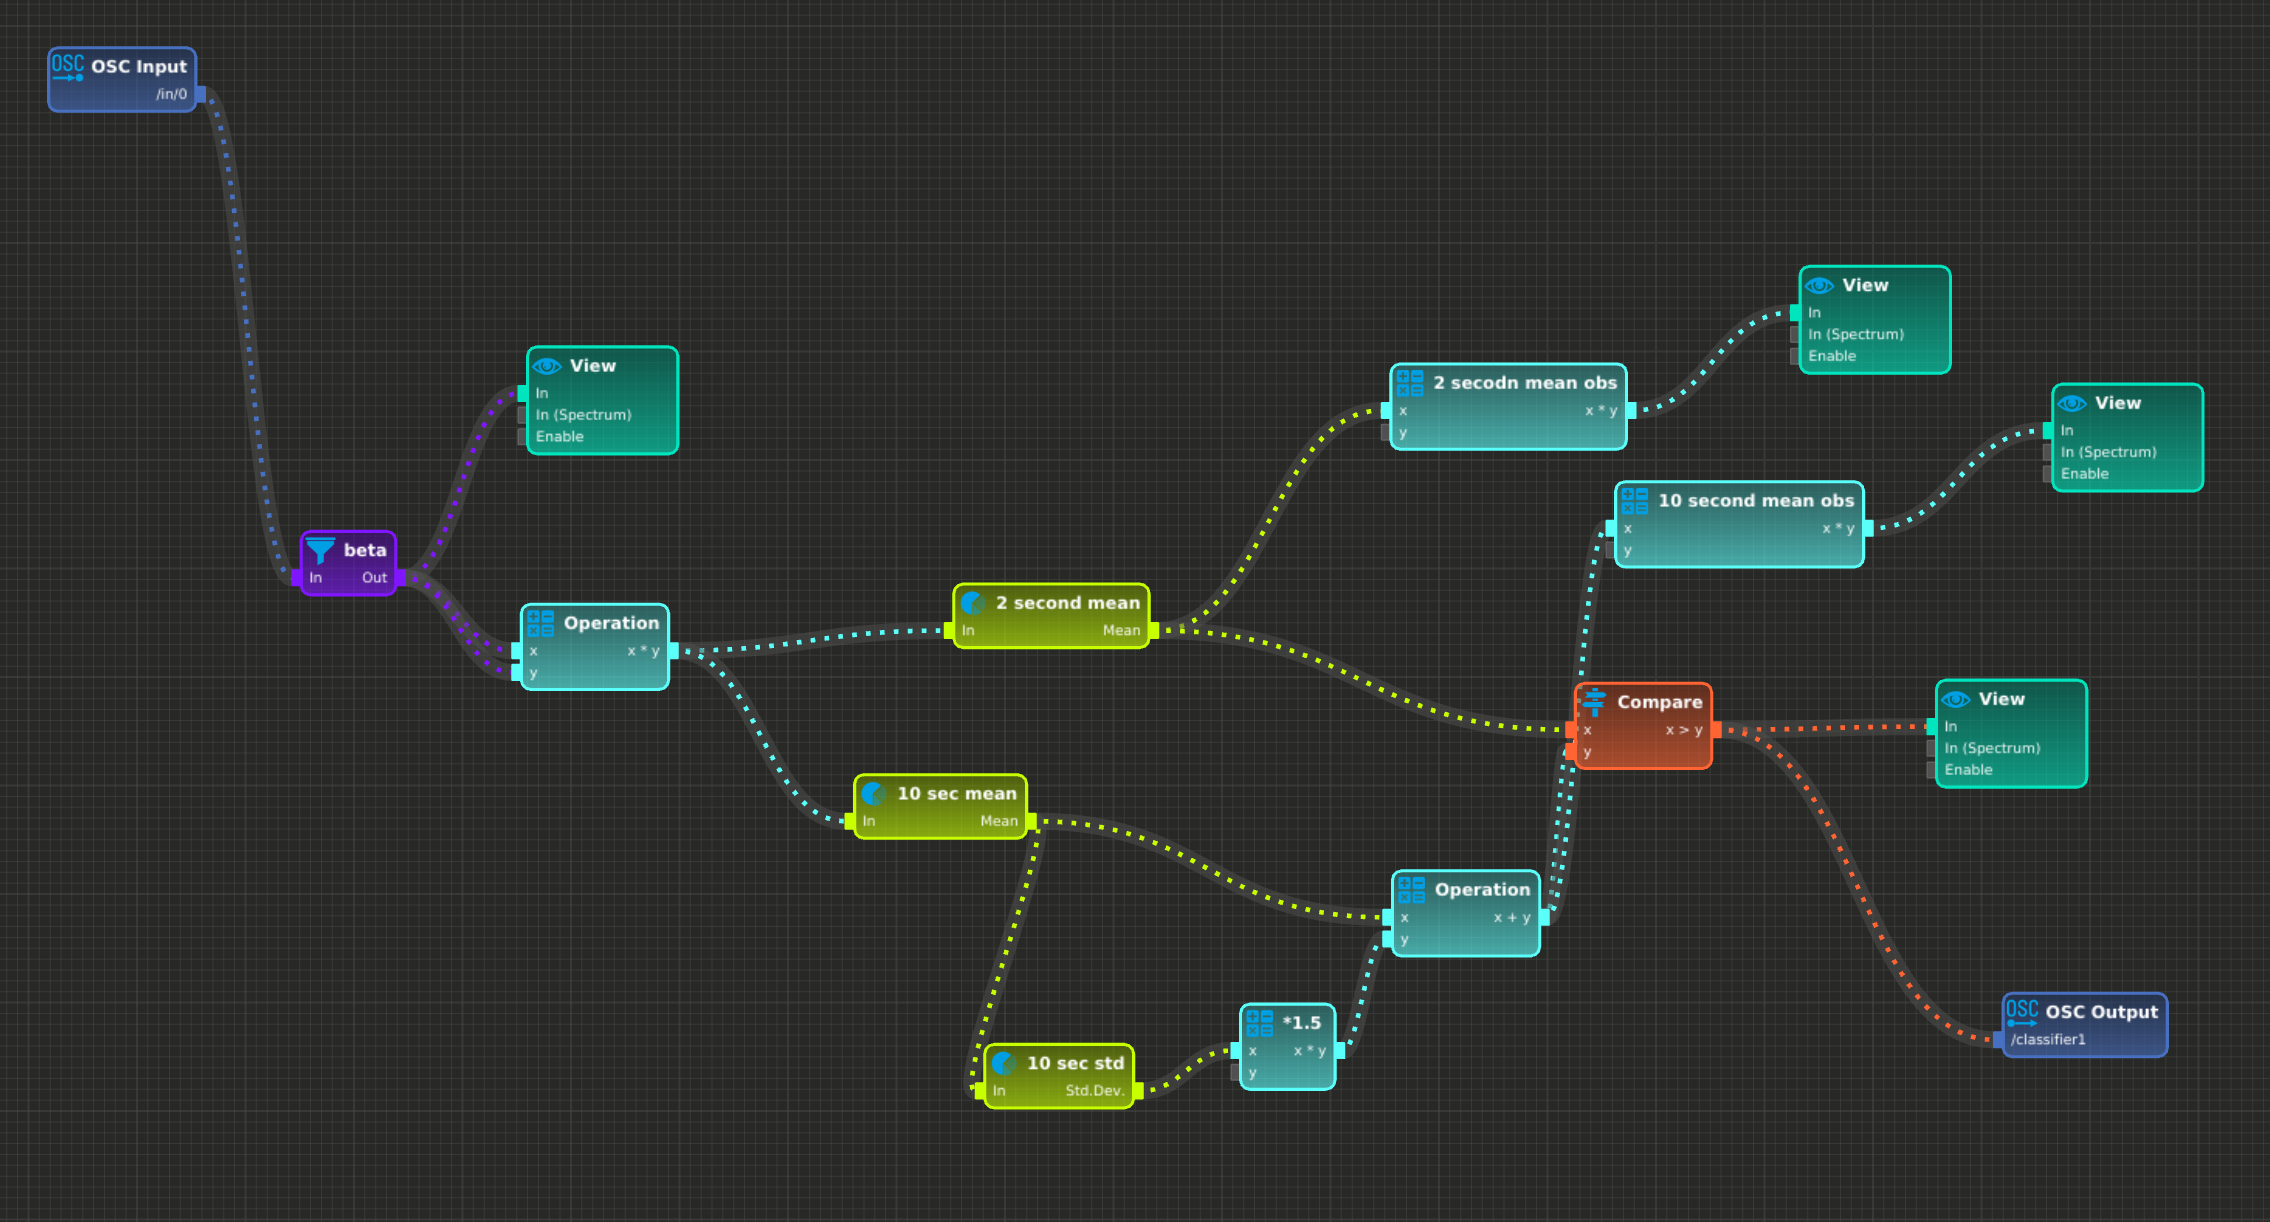 OSC OSC Input
/in/0
View
In
In (Spectrum)
Enable
beta
In Out
Operation
x x * y
y
2 second mean
In Mean
10 sec mean
In Mean
10 sec std
In Std.Dev.
*1.5
x x * y
y
Operation
x x + y
y
2 secodn mean obs
x x * y
y
View
In
In (Spectrum)
Enable
10 second mean obs
x x * y
y
View
In
In (Spectrum)
Enable
Compare
x x > y
y
View
In
In (Spectrum)
Enable
OSC OSC Output
/classifier1